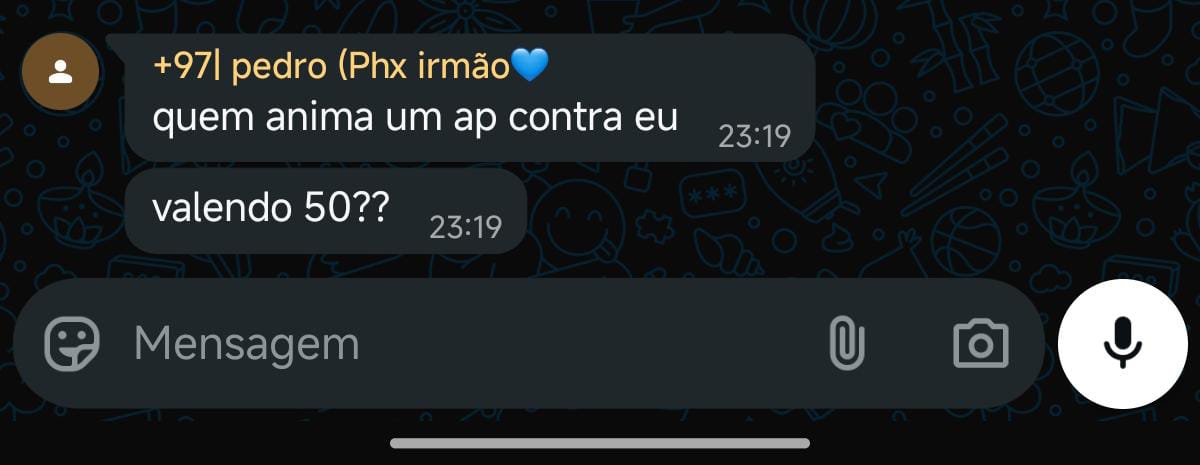 +97| pedro (Phx irmão💙
quem anima um ap contra eu
23:19
valendo 50??
23:19
Mensagem